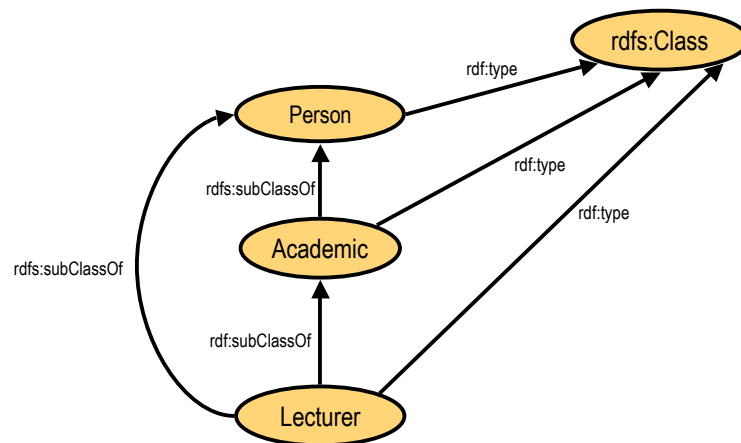 rdfs:Class
rdf:type
Person
rdfs:subClassOf
rdf:type
rdf:type
Academic
rdfs:subClassOf
rdf:subClassOf
Lecturer